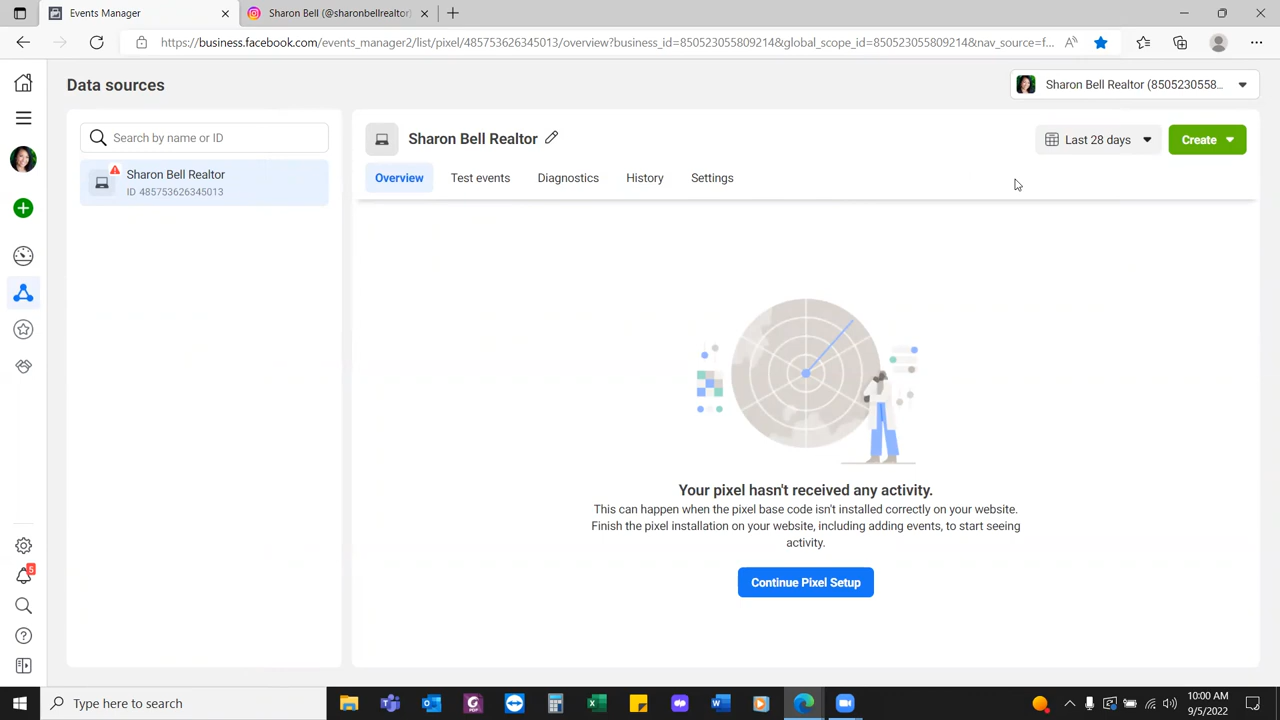 Events Manager
Sharon Bell (@sharonbellrealtor)
https://business.facebook.com/events_manager2/list/pixel/485753626345013/overview?business_id=850523055809214&global_scope_id=850523055809214&nav_source=f...
Data sources
Sharon Bell Realtor (8505230558...
Search by name or ID
Sharon Bell Realtor
Last 28 days
Create
Sharon Bell Realtor
ID 485753626345013
Overview
Test events
Diagnostics
History
Settings
Your pixel hasn't received any activity.
This can happen when the pixel base code isn't installed correctly on your website.
Finish the pixel installation on your website, including adding events, to start seeing
activity.
Continue Pixel Setup
5
Type here to search
10:00 AM
9/5/2022